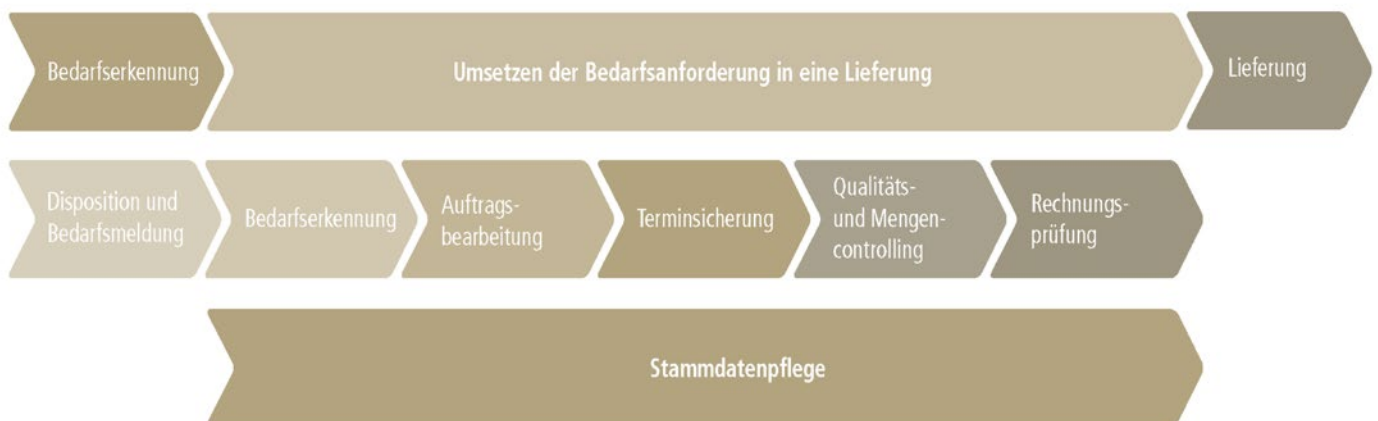 Bedarfserkennung
Umsetzen der Bedarfsanforderung in eine Lieferung
Lieferung
Disposition und
Bedarfsmeldung
Bedarfserkennung
Auftrags-
bearbeitung
Terminsicherung
Qualitäts-
und Mengen-
controlling
Rechnungs-
prüfung
Stammdatenpflege